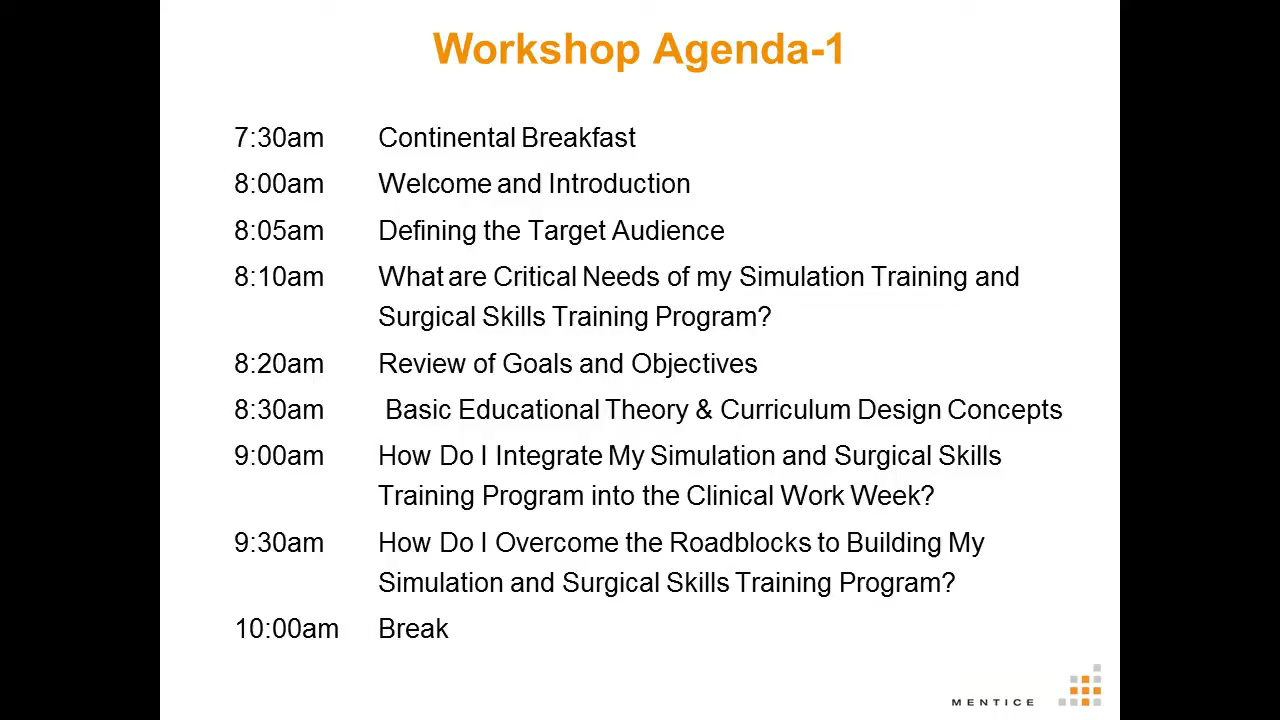 Workshop Agenda-1
7:30am Continental Breakfast
8:00am Welcome and Introduction
8:05am Defining the Target Audience
8:10am What are Critical Needs of my Simulation Training and
Surgical Skills Training Program?
8:20am Review of Goals and Objectives
8:30am Basic Educational Theory & Curriculum Design Concepts
9:00am How Do I Integrate My Simulation and Surgical Skills
Training Program into the Clinical Work Week?
9:30am How Do I Overcome the Roadblocks to Building My
Simulation and Surgical Skills Training Program?
10:00am Break
MENTICE